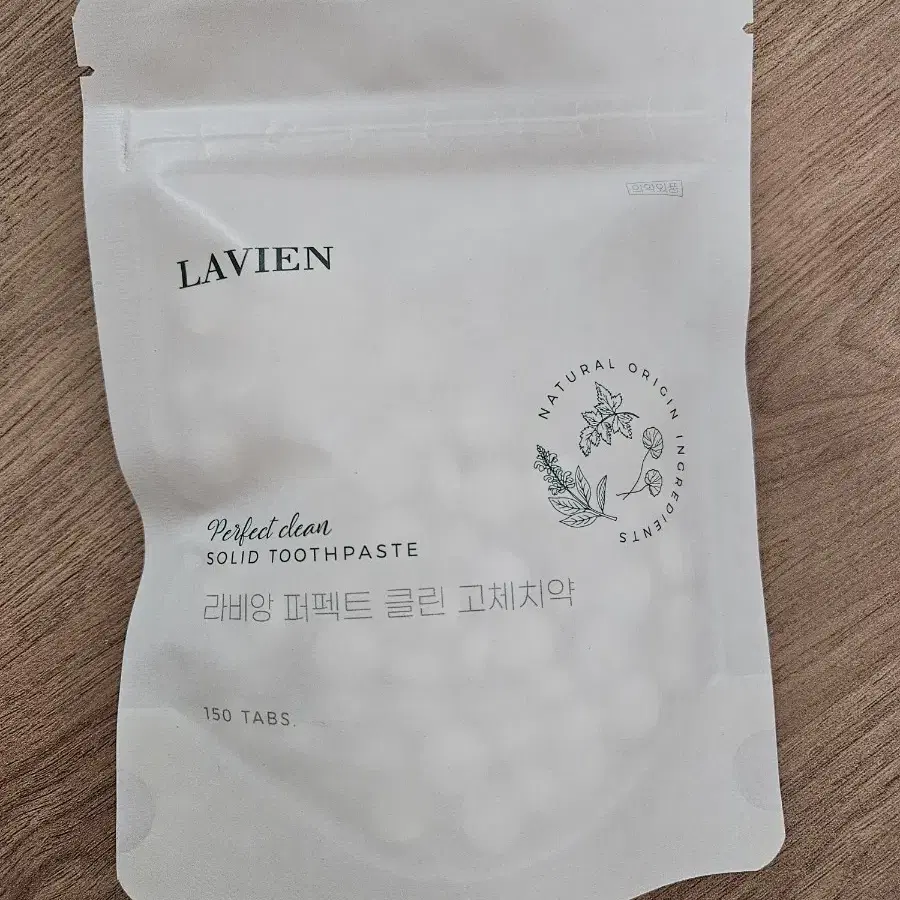 의약외품
LAVIEN
NATURAL ORIGIN INGREDIENTS
Perfect clean
SOLID TOOTHPASTE
라비앙 퍼펙트 클린 고체치약
150 TABS.